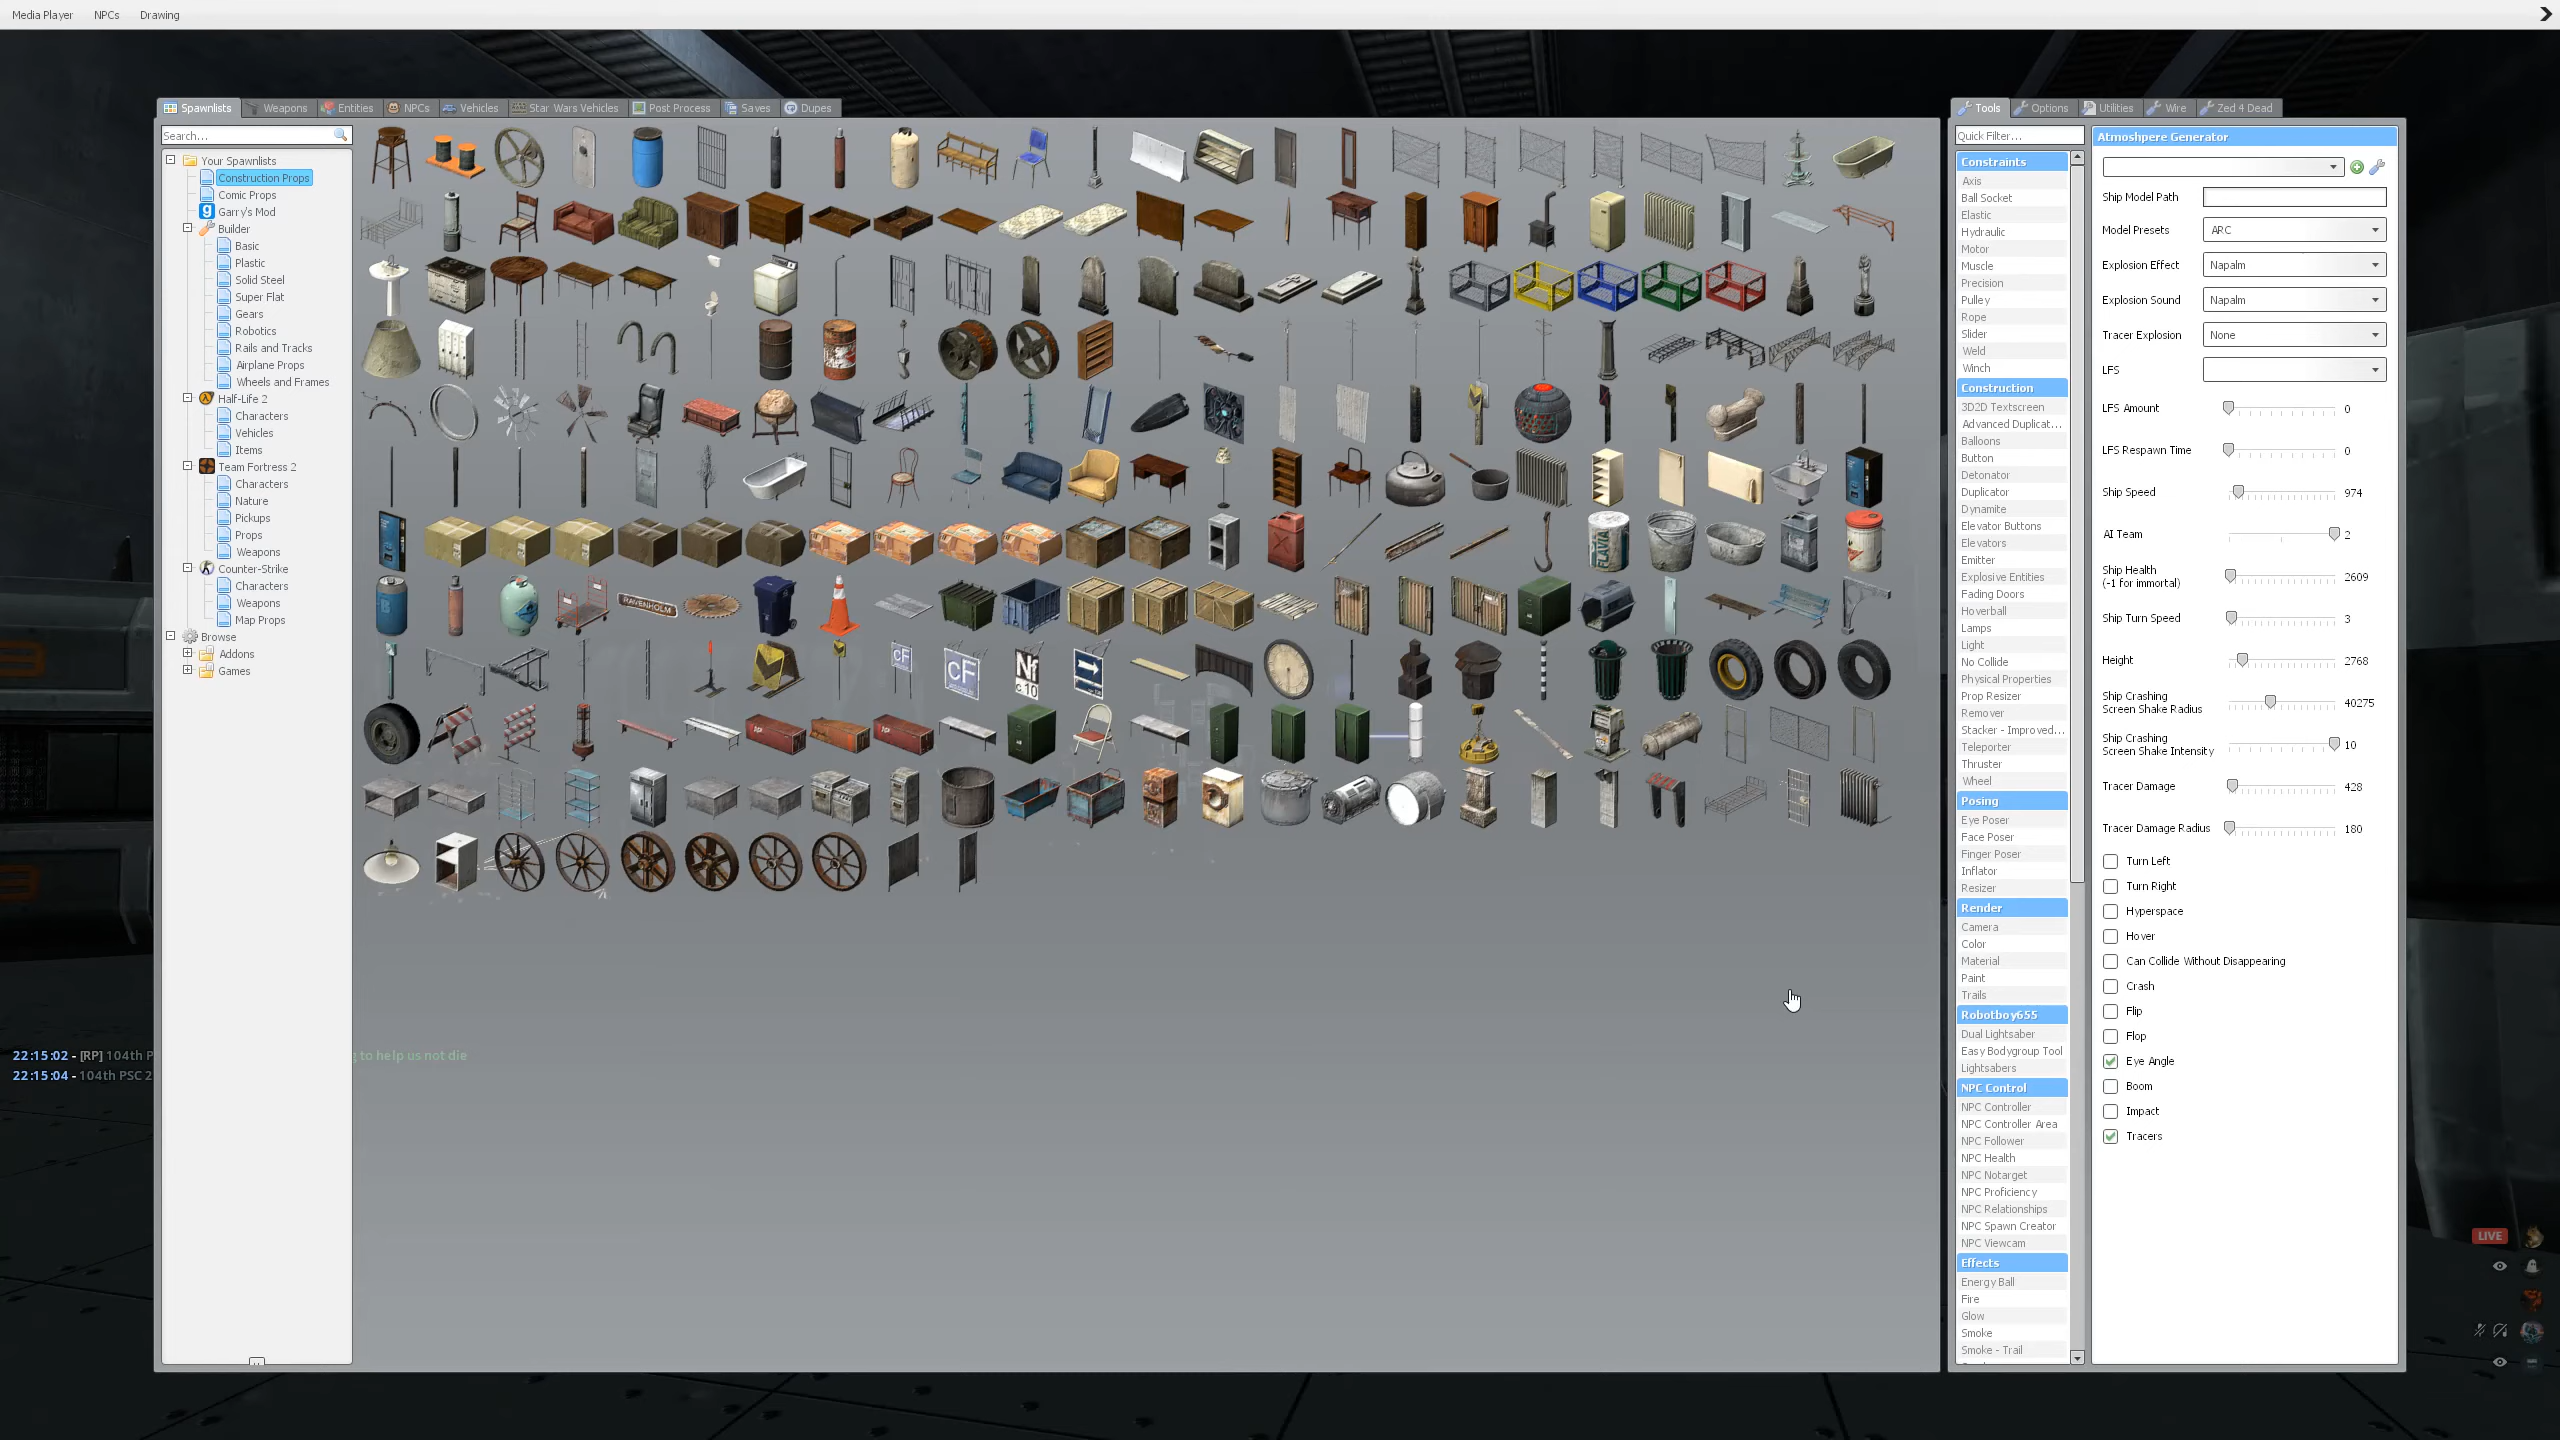 Media Player NPCs Drawing
Spawnlists Weapons Entities NPCs Vehicles Star Wars Vehicles Post Process Saves Dupes
Search...
Your Spawnlists
Construction Props
Comic Props
Garry's Mod
Builder
Basic
Plastic
Solid Steel
Super Flat
Gears
Robotics
Rails and Tracks
Airplane Props
Wheels and Frames
Half-Life 2
Characters
Vehicles
Items
Team Fortress 2
Characters
Nature
Pickups
Props
Weapons
Counter-Strike
Characters
Weapons
Map Props
Browse
Addons
Games
RAVENHOLM
CF
CF
Nf
c 10
22:15:02 - [RP] 104th P
g to help us not die
22:15:04 - 104th PSC 2
Tools Options Utilities Wire Zed 4 Dead
Quick Filter...
Constraints
Axis
Ball Socket
Elastic
Hydraulic
Motor
Muscle
Precision
Pulley
Rope
Slider
Weld
Winch
Construction
3D2D Textscreen
Advanced Duplicat...
Balloons
Button
Detonator
Duplicator
Dynamite
Elevator Buttons
Elevators
Emitter
Explosive Entities
Fading Doors
Hoverball
Lamps
Light
No Collide
Physical Properties
Prop Resizer
Remover
Stacker - Improved...
Teleporter
Thruster
Wheel
Posing
Eye Poser
Face Poser
Finger Poser
Inflator
Resizer
Render
Camera
Color
Material
Paint
Trails
Robotboy655
Dual Lightsaber
Easy Bodygroup Tool
Lightsabers
NPC Control
NPC Controller
NPC Controller Area
NPC Follower
NPC Health
NPC Notarget
NPC Proficiency
NPC Relationships
NPC Spawn Creator
NPC Viewcam
Effects
Energy Ball
Fire
Glow
Smoke
Smoke - Trail
Atmoshpere Generator
Ship Model Path
Model Presets ARC
Explosion Effect Napalm
Explosion Sound Napalm
Tracer Explosion None
LFS
LFS Amount 0
LFS Respawn Time 0
Ship Speed 974
AI Team 2
Ship Health
(-1 for immortal) 2609
Ship Turn Speed 3
Height 2768
Ship Crashing
Screen Shake Radius 40275
Ship Crashing
Screen Shake Intensity 10
Tracer Damage 428
Tracer Damage Radius 180
Turn Left
Turn Right
Hyperspace
Hover
Can Collide Without Disappearing
Crash
Flip
Flop
Eye Angle
Boom
Impact
Tracers
LIVE